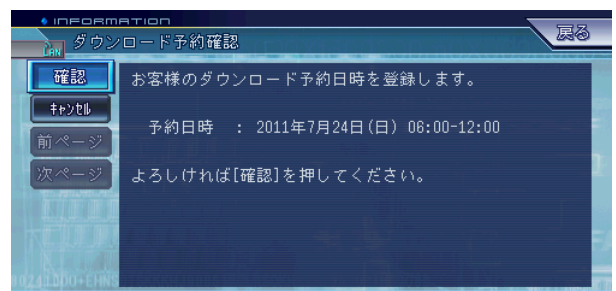 INFORMATION
LAN ダウンロード予約確認
戻る
確認
お客様のダウンロード予約日時を登録します。
キャンセル
予約日時 : 2011年7月24日(日) 06:00-12:00
前ページ
次ページ
よろしければ[確認]を押してください。